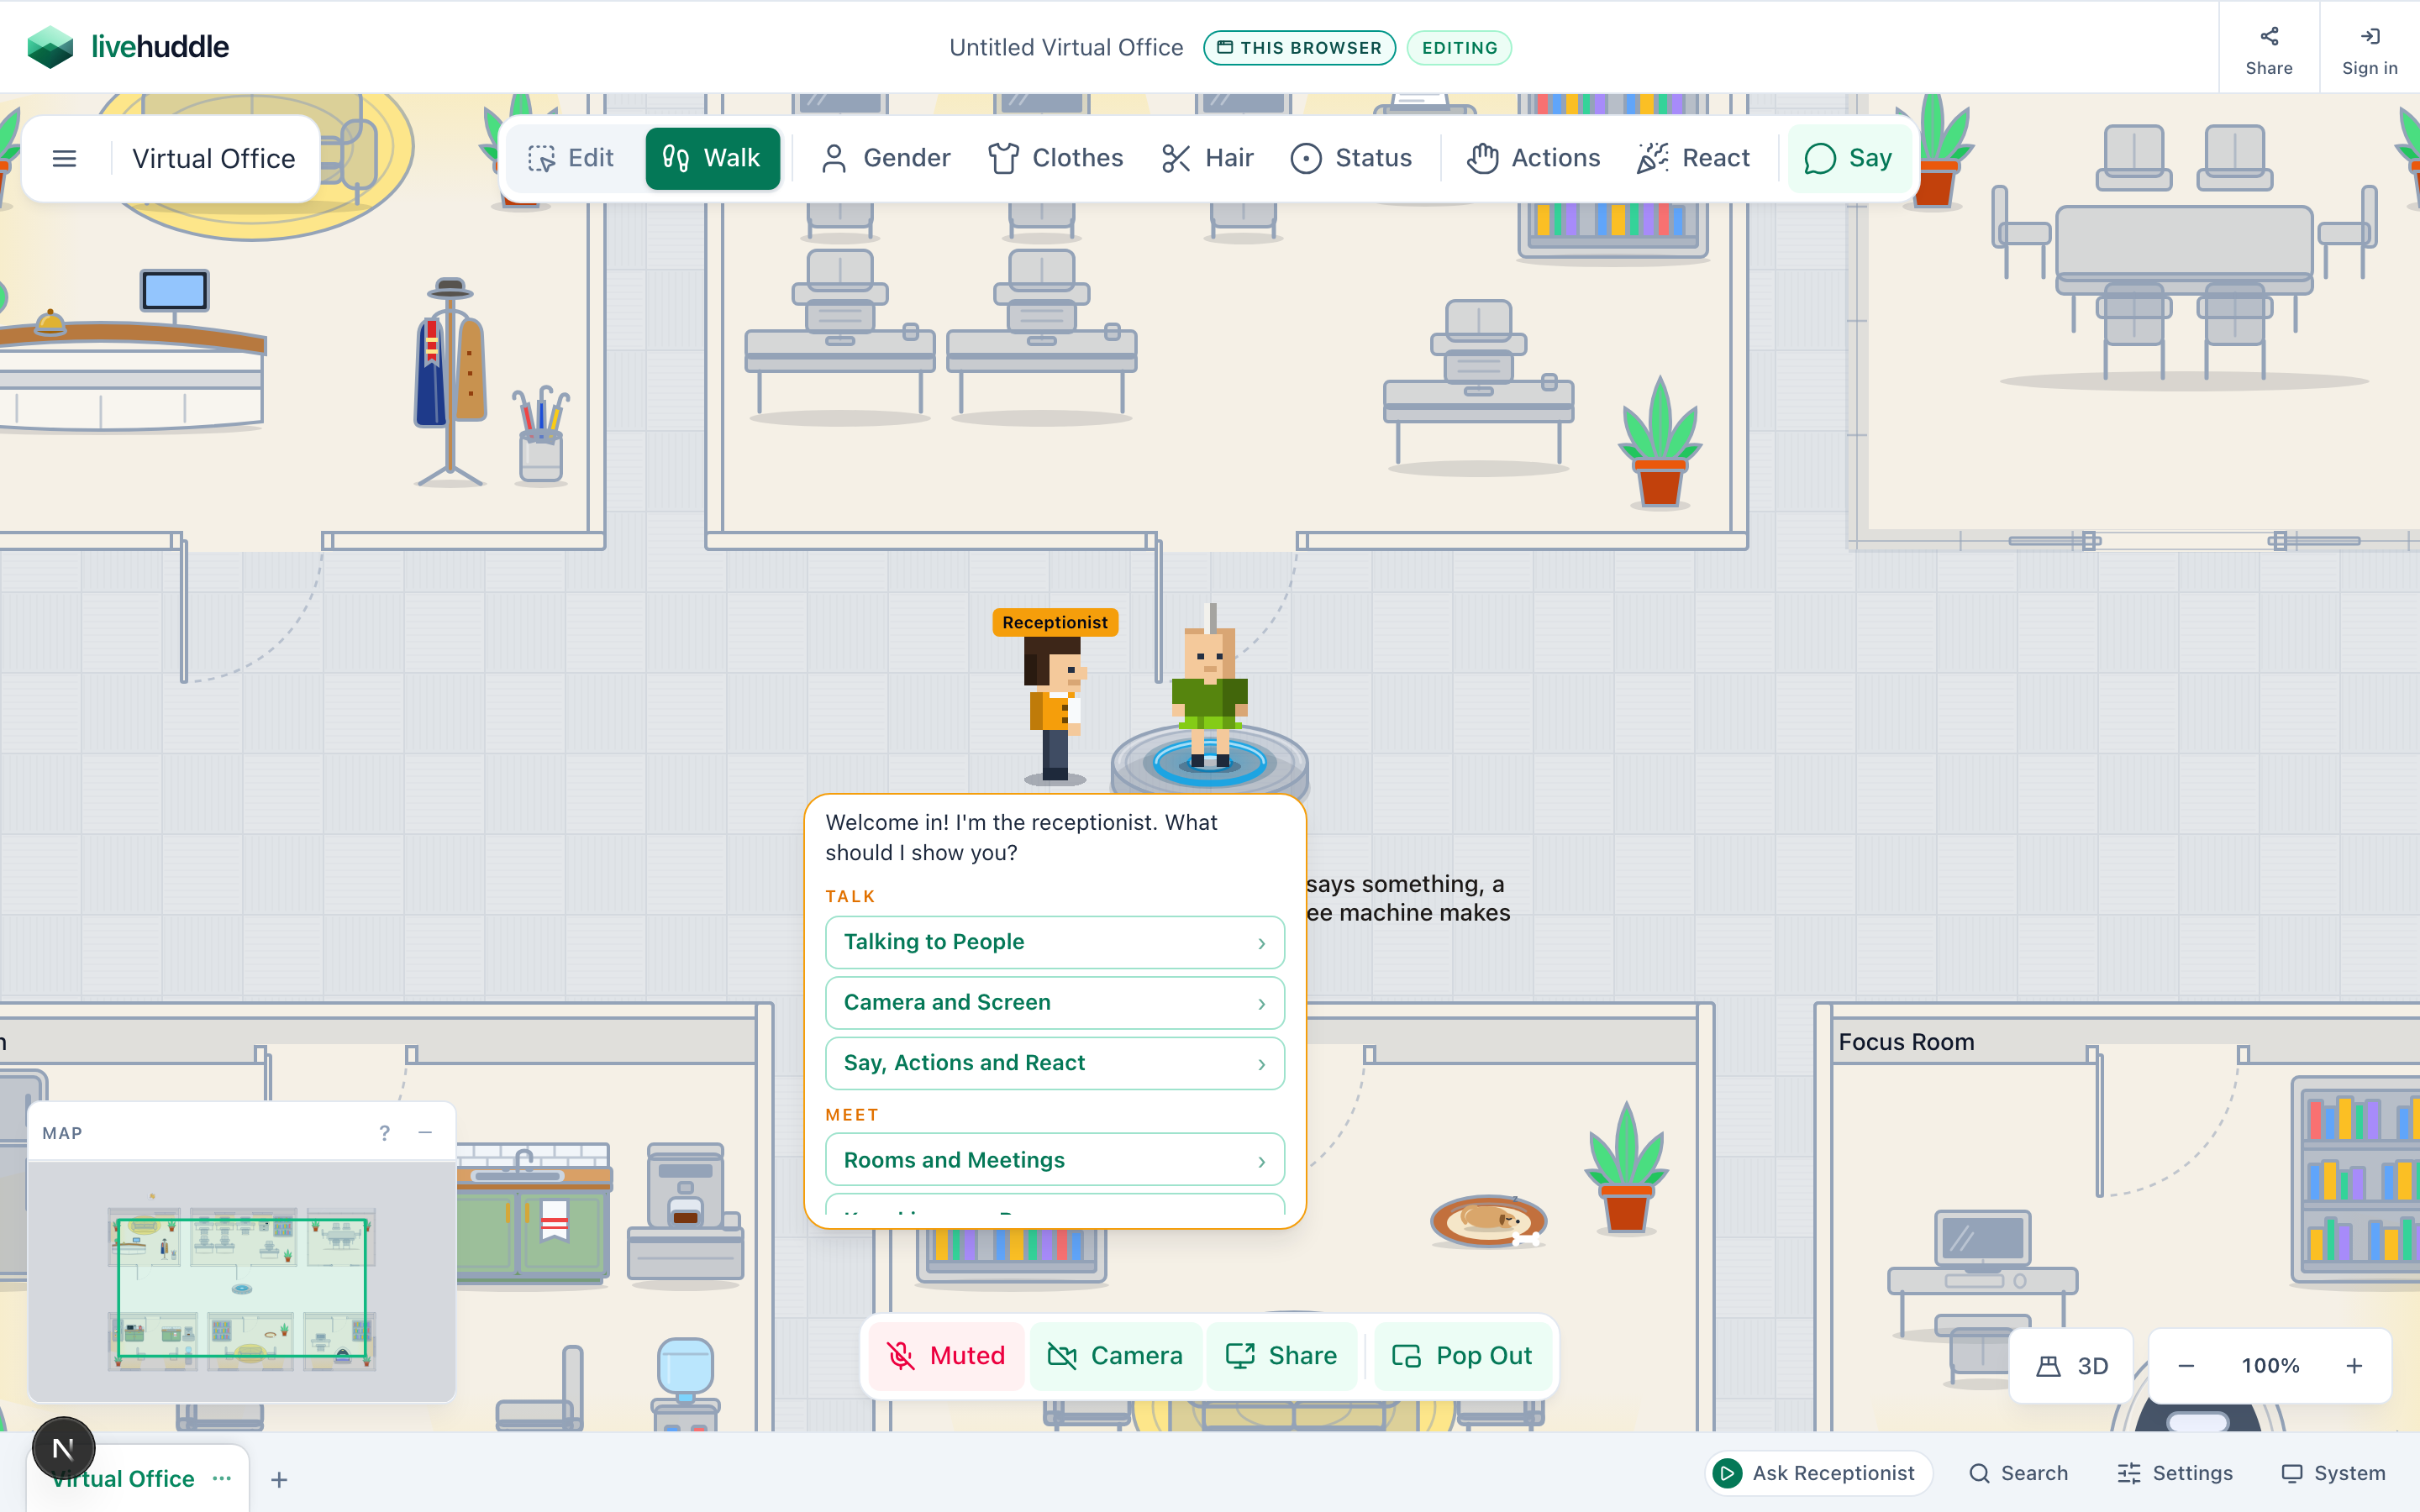 livehuddle
Untitled Virtual Office
THIS BROWSER
EDITING
Share
Sign in
Virtual Office
Edit
Walk
Gender
Clothes
Hair
Status
Actions
React
Say
Receptionist
Welcome in! I'm the receptionist. What
should I show you?
says something, a
ee machine makes
TALK
Talking to People
Camera and Screen
Say, Actions and React
MEET
Rooms and Meetings
Focus Room
MAP
?
Muted
Camera
Share
Pop Out
3D
100%
N
Virtual Office
Ask Receptionist
Search
Settings
System